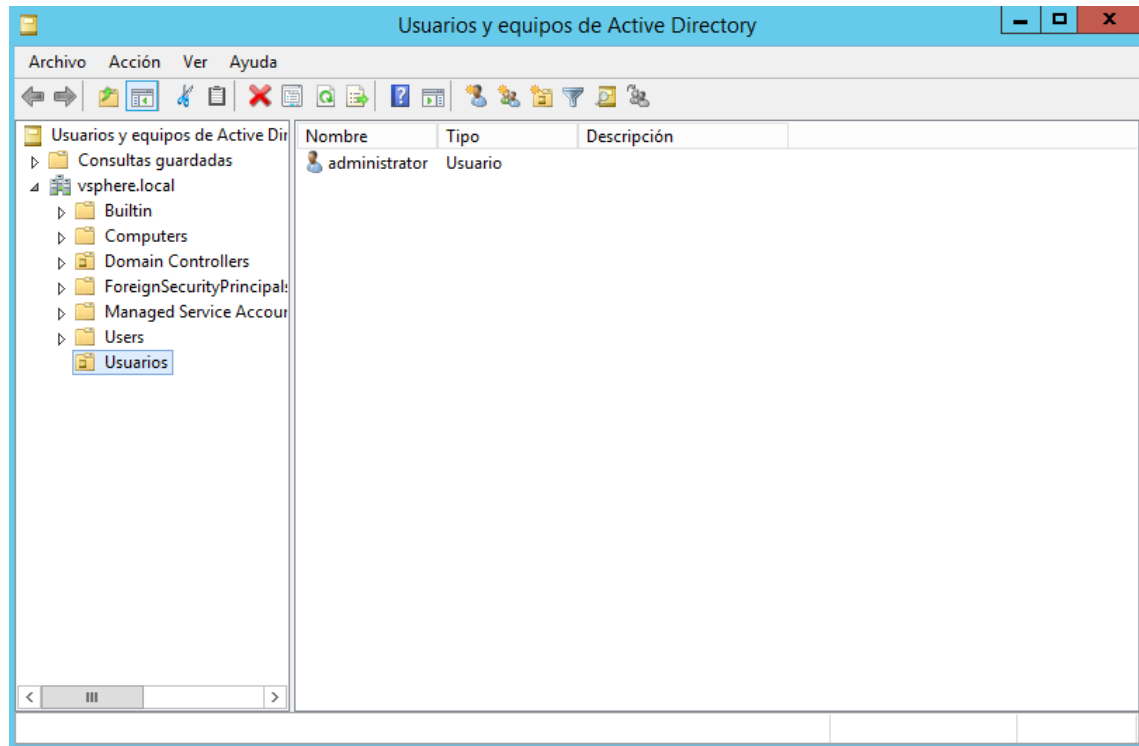 Usuarios y equipos de Active Directory
Archivo Acción Ver Ayuda
Usuarios y equipos de Active Dir
Consultas guardadas
vsphere.local
Builtin
Computers
Domain Controllers
ForeignSecurityPrincipals
Managed Service Accour
Users
Usuarios
Nombre Tipo Descripción
administrator Usuario